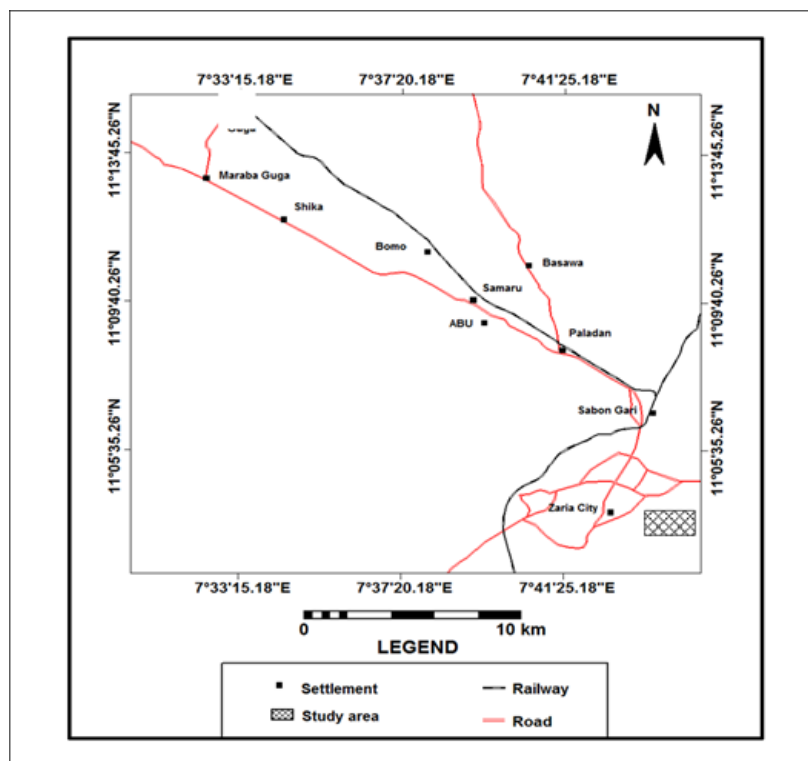 7°33'15.18"E 7°37'20.18"E 7°41'25.18"E
N
11°13'45.26"N 11°13'45.26"N
Maraba Guga
Shika
Bomo
Basawa
Samaru
11°09'40.26"N 11°09'40.26"N
ABU
Paladan
Sabon Gari
11°05'35.26"N 11°05'35.26"N
Zaria City
7°33'15.18"E 7°37'20.18"E 7°41'25.18"E
0 10 km
LEGEND
Settlement Railway
Study area Road